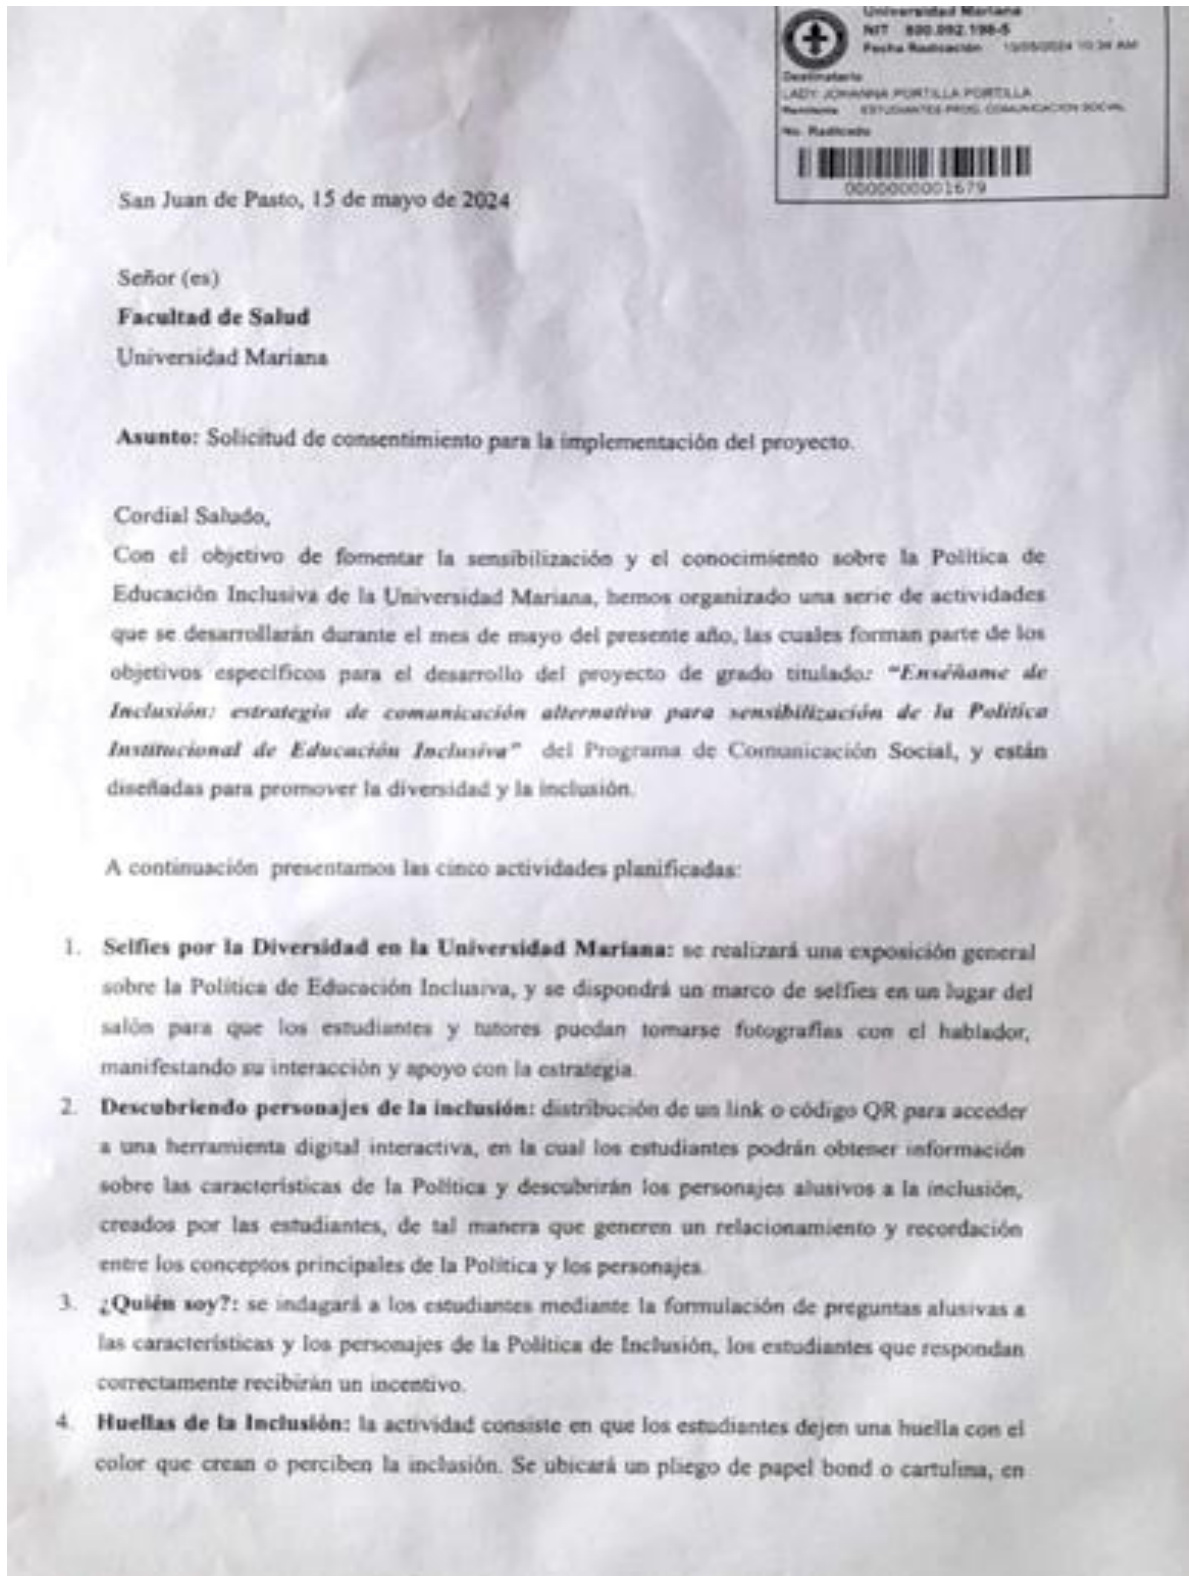 Universidad Mariana
NIT 800.092.198-5
Fecha Radicación 10:34 AM
Destinatario
LADY JOHANNA PORTILLA PORTILLA
Remitente ESTUDIANTES PROG. COMUNICACION SOCIAL
No. Radicado
0000000001679
San Juan de Pasto, 15 de mayo de 2024
Señor (es)
Facultad de Salud
Universidad Mariana
Asunto: Solicitud de consentimiento para la implementación del proyecto.
Cordial Saludo,
Con el objetivo de fomentar la sensibilización y el conocimiento sobre la Política de
Educación Inclusiva de la Universidad Mariana, hemos organizado una serie de actividades
que se desarrollarán durante el mes de mayo del presente año, las cuales forman parte de los
objetivos específicos para el desarrollo del proyecto de grado titulado: “Enséñame de
Inclusión: estrategia de comunicación alternativa para sensibilización de la Política
Institucional de Educación Inclusiva” del Programa de Comunicación Social, y están
diseñadas para promover la diversidad y la inclusión.
A continuación presentamos las cinco actividades planificadas:
1. Selfies por la Diversidad en la Universidad Mariana: se realizará una exposición general
sobre la Política de Educación Inclusiva, y se dispondrá un marco de selfies en un lugar del
salón para que los estudiantes y tutores puedan tomarse fotografías con el hablador,
manifestando su interacción y apoyo con la estrategia.
2. Descubriendo personajes de la inclusión: distribución de un link o código QR para acceder
a una herramienta digital interactiva, en la cual los estudiantes podrán obtener información
sobre las características de la Política y descubrirán los personajes alusivos a la inclusión,
creados por las estudiantes, de tal manera que generen un relacionamiento y recordación
entre los conceptos principales de la Política y los personajes.
3. ¿Quién soy?: se indagará a los estudiantes mediante la formulación de preguntas alusivas a
las características y los personajes de la Política de Inclusión, los estudiantes que respondan
correctamente recibirán un incentivo.
4. Huellas de la Inclusión: la actividad consiste en que los estudiantes dejen una huella con el
color que crean o perciben la inclusión. Se ubicará un pliego de papel bond o cartulina, en